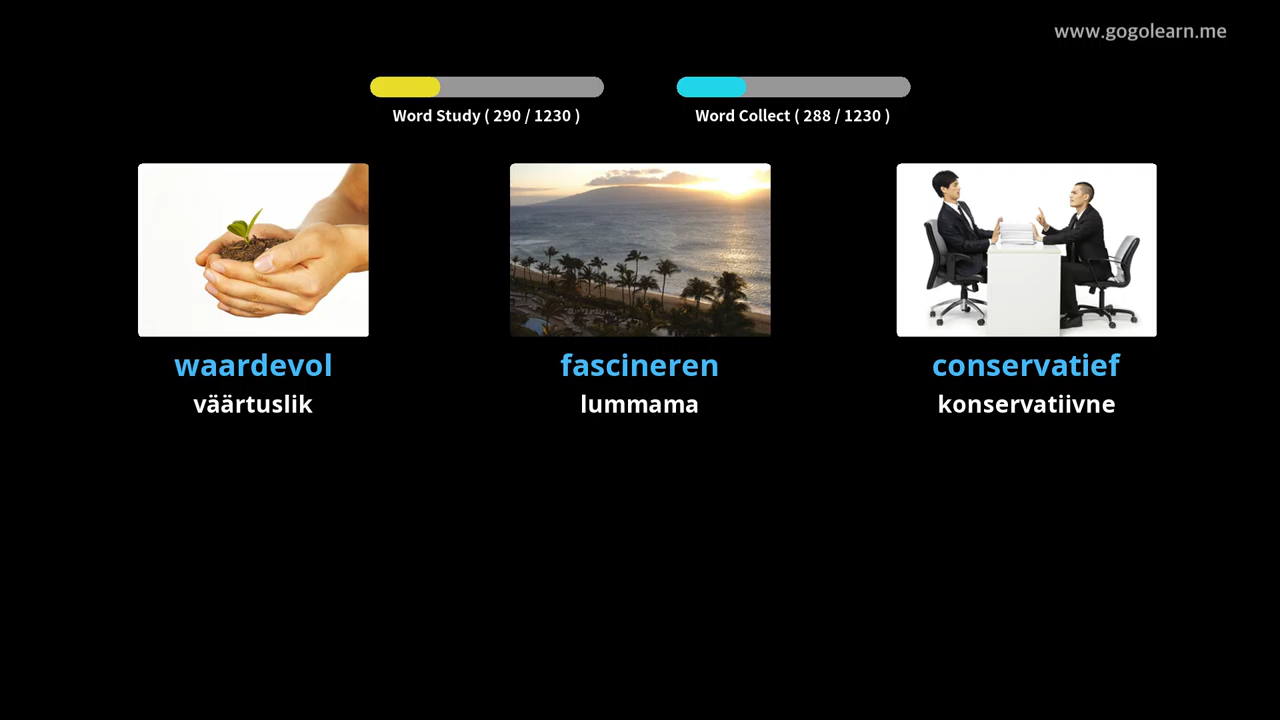 www.gogolearn.me
Word Study ( 290 / 1230 )
Word Collect ( 288 / 1230 )
waardevol
väärtuslik
fascineren
lummama
conservatief
konservatiivne